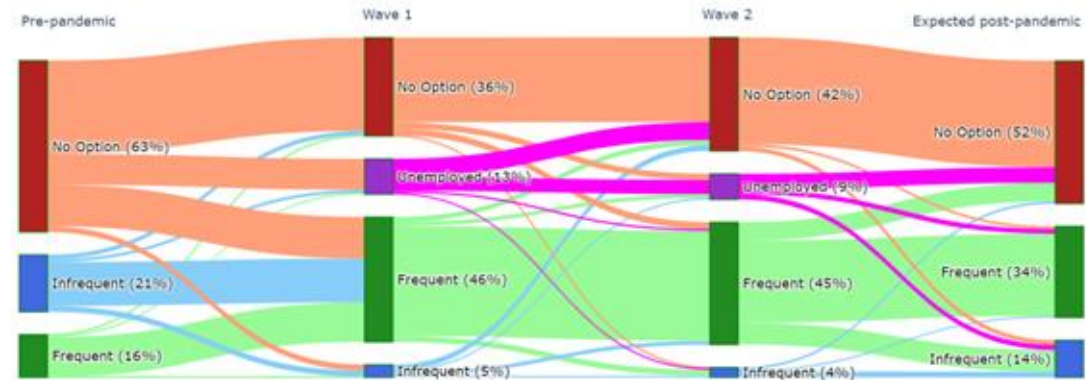 Pre-pandemic
Wave 1
Wave 2
Expected post-pandemic
No Option (63%)
Infrequent (21%)
Frequent (16%)
No Option (36%)
Unemployed (13%)
Frequent (46%)
Infrequent (5%)
No Option (42%)
Unemployed (9%)
Frequent (45%)
Infrequent (4%)
No Option (52%)
Frequent (34%)
Infrequent (14%)